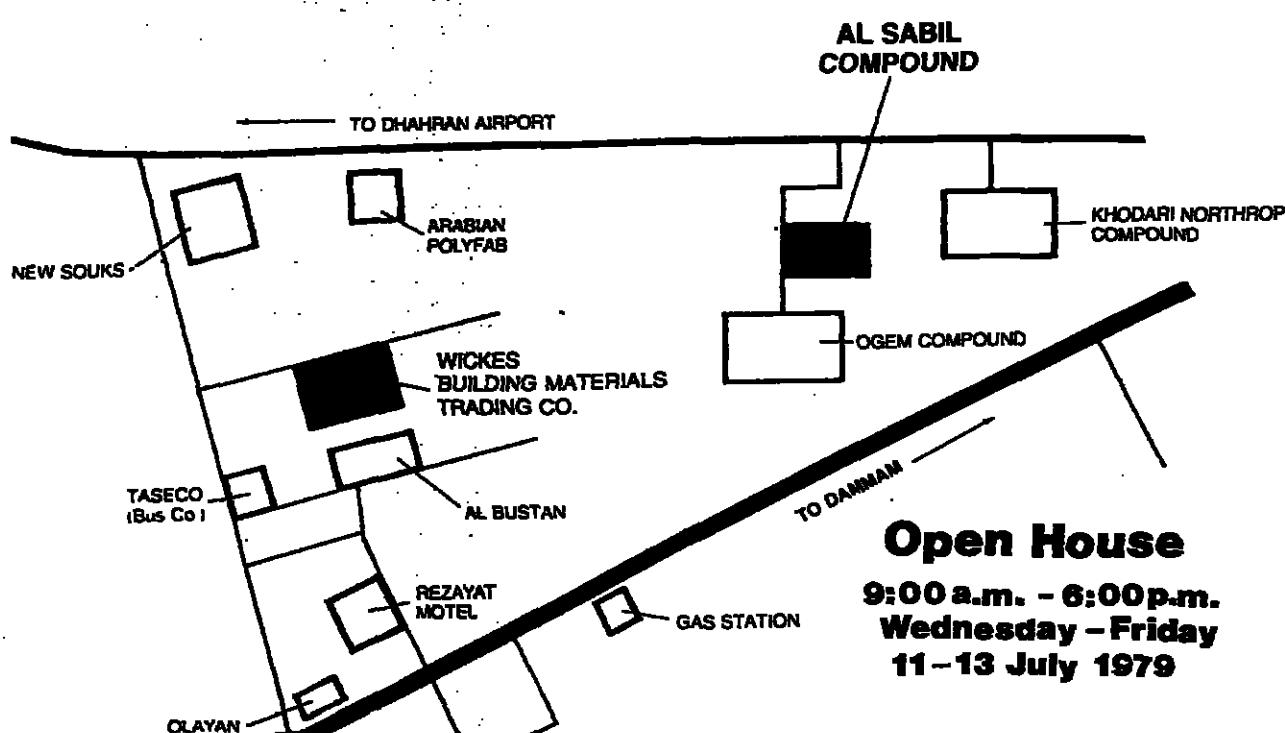 AL SABIL
COMPOUND
TO DHAHRAN AIRPORT
ARABIAN
POLYFAB
KHODARI NORTHROP
COMPOUND
NEW SOUKS
OGEM COMPOUND
WICKES
BUILDING MATERIALS
TRADING CO.
TASECO
(Bus Co)
AL BUSTAN
TO DAMMAM
Open House
9:00 a.m. - 6:00 p.m.
Wednesday - Friday
11-13 July 1979
REZAYAT
MOTEL
GAS STATION
OLAYAN